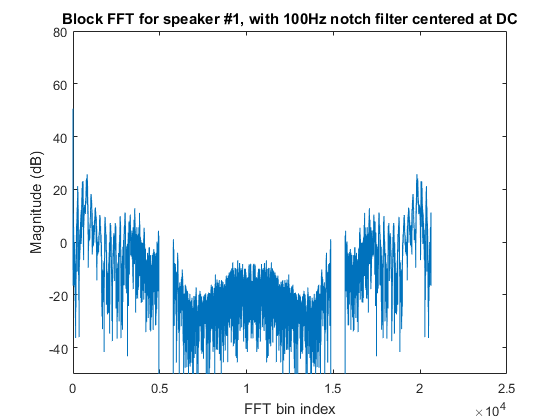 Block FFT for speaker #1, with 100Hz notch filter centered at DC
80
60
40
20
0
-20
-40
Magnitude (dB)
0 0.5 1 1.5 2 2.5
FFT bin index
×10^4